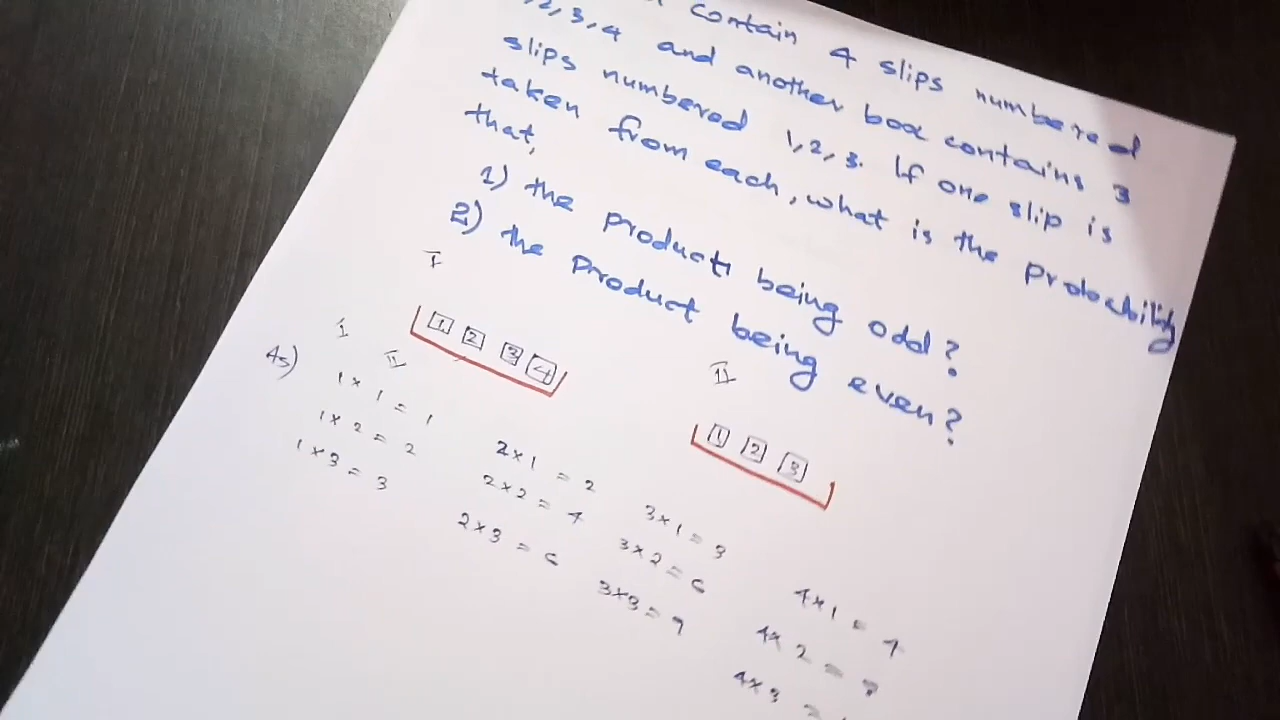 contain 4 slips numbered
2, 3, 4 and another box contains 3
slips numbered 1, 2, 3. If one slip is
taken from each, what is the probability
that,
1) the product being odd?
2) the product being even?
I
1 2 3 4
II
1 2 3
As)
I II
1 × 1 = 1
1 × 2 = 2
1 × 3 = 3
2 × 1 = 2
2 × 2 = 4
2 × 3 = 6
3 × 1 = 3
3 × 2 = 6
3 × 3 = 9
4 × 1 = 4
4 × 2 = 8
4 × 3 =